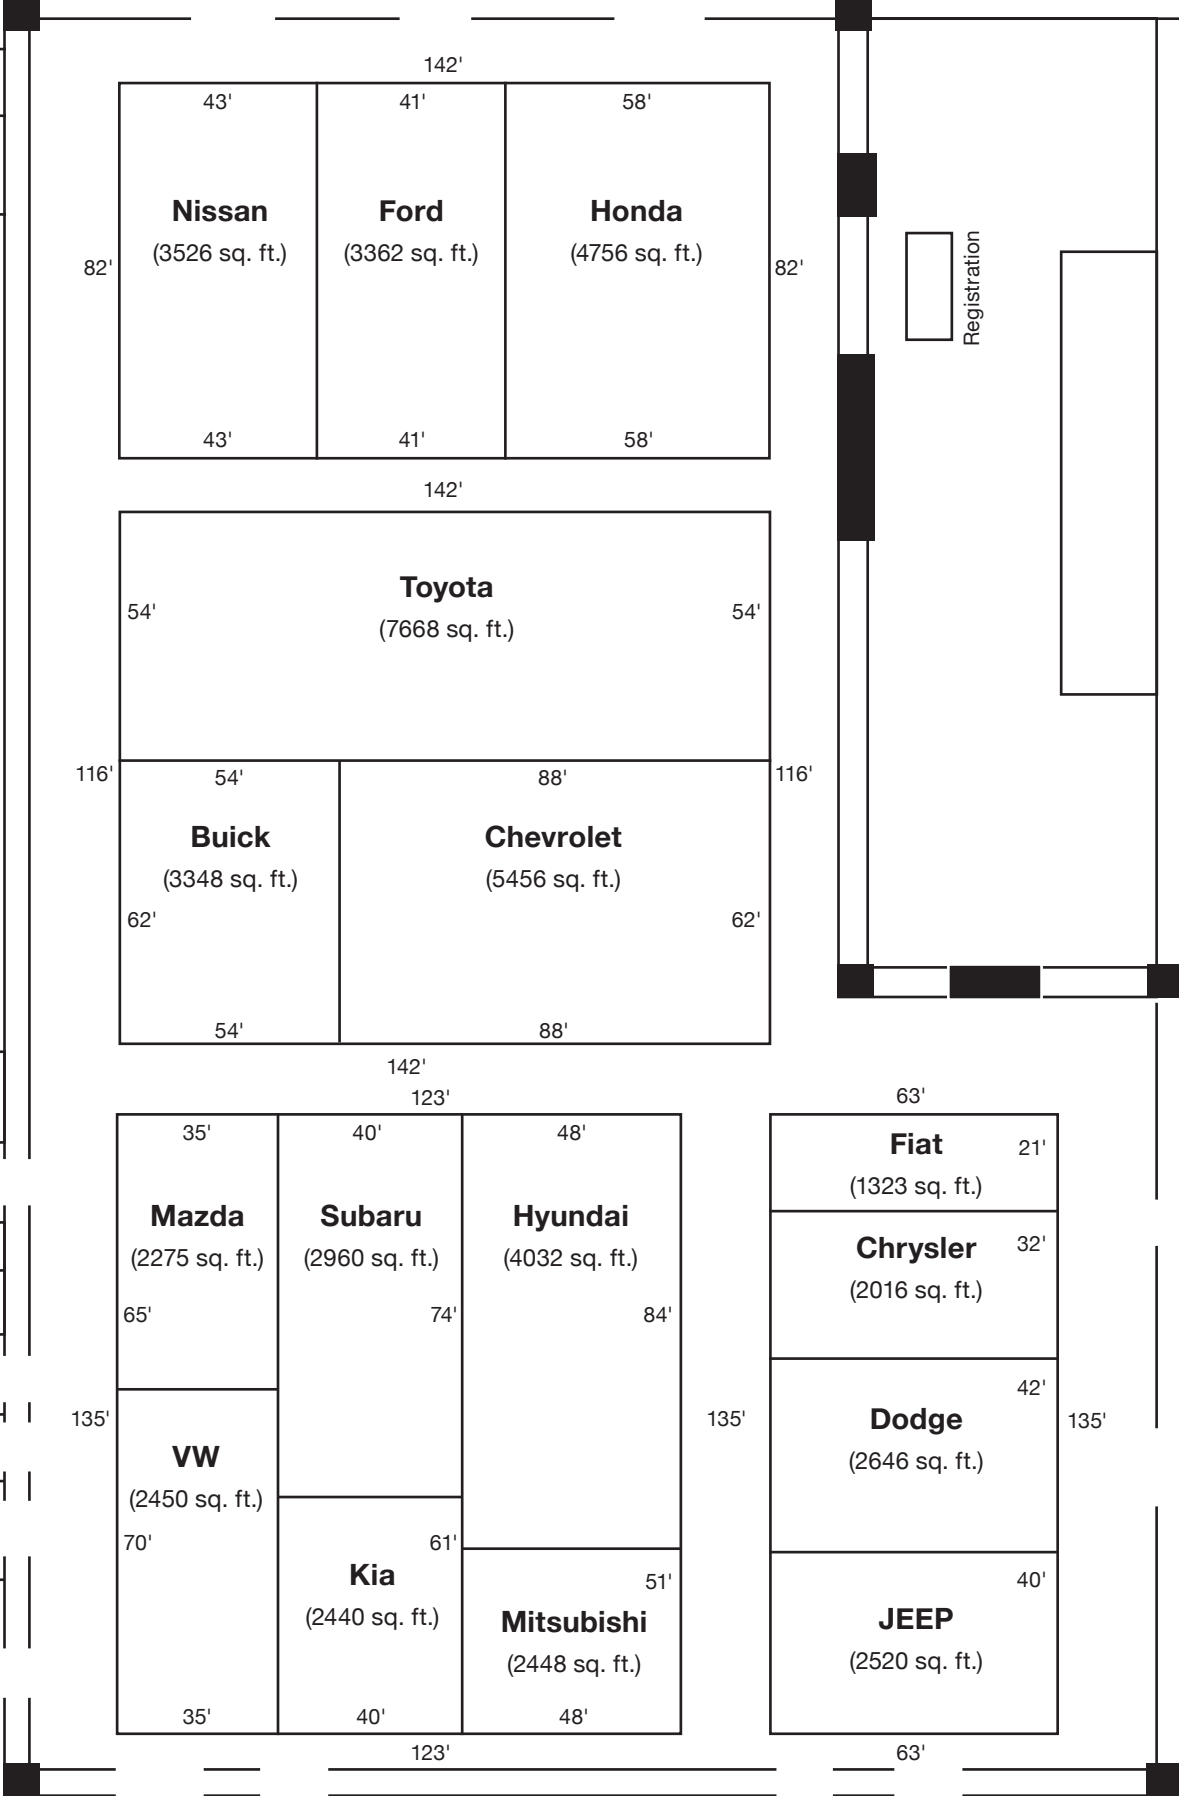 142'
43' 41' 58'
Nissan Ford Honda
(3526 sq. ft.) (3362 sq. ft.) (4756 sq. ft.)
82' 82'
Registration
43' 41' 58'
142'
Toyota
54' 54'
(7668 sq. ft.)
116' 116'
54' 88'
Buick Chevrolet
(3348 sq. ft.) (5456 sq. ft.)
62' 62'
54' 88'
142'
123' 63'
35' 40' 48'
Fiat 21'
(1323 sq. ft.)
Mazda Subaru Hyundai
(2275 sq. ft.) (2960 sq. ft.) (4032 sq. ft.)
Chrysler 32'
(2016 sq. ft.)
65' 74' 84'
42'
135' 135' Dodge 135'
VW (2646 sq. ft.)
(2450 sq. ft.)
70' 61'
Kia 51' 40'
(2440 sq. ft.) Mitsubishi JEEP
(2448 sq. ft.) (2520 sq. ft.)
35' 40' 48'
123' 63'